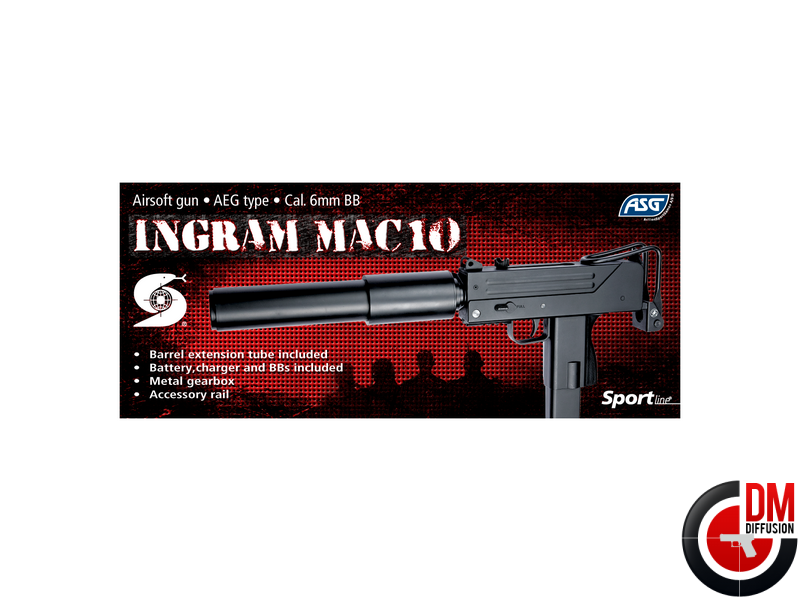 Airsoft gun • AEG type • Cal. 6mm BB
ASG
INGRAM MAC10
S
®
• Barrel extension tube included
• Battery,charger and BBs included
• Metal gearbox
• Accessory rail
Sportline
DM
DIFFUSION